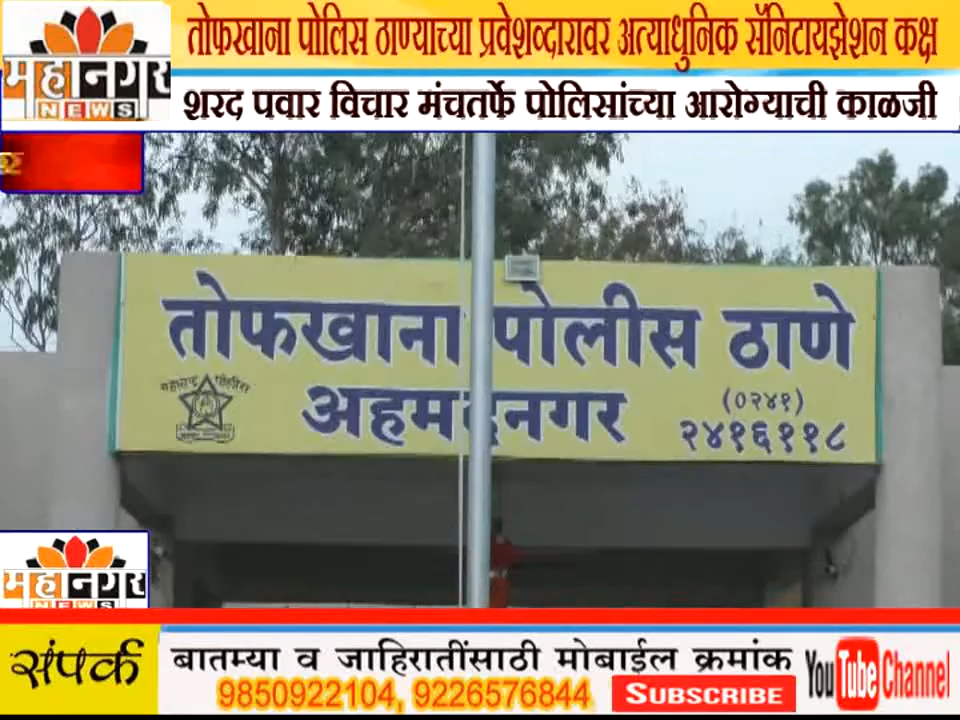 तोफखाना पोलिस ठाण्याच्या प्रवेशव्दारावर अत्याधुनिक सॅनिटायझेशन कक्ष
महानगर
NEWS
शरद पवार विचार मंचतर्फे पोलिसांच्या आरोग्याची काळजी
तोफखाना पोलीस ठाणे
महाराष्ट्र पोलीस
अहमदनगर
(०२४१)
२४१६११८
महानगर
NEWS
संपर्क
बातम्या व जाहिरातींसाठी मोबाईल क्रमांक
9850922104, 9226576844
SUBSCRIBE
YouTube Channel